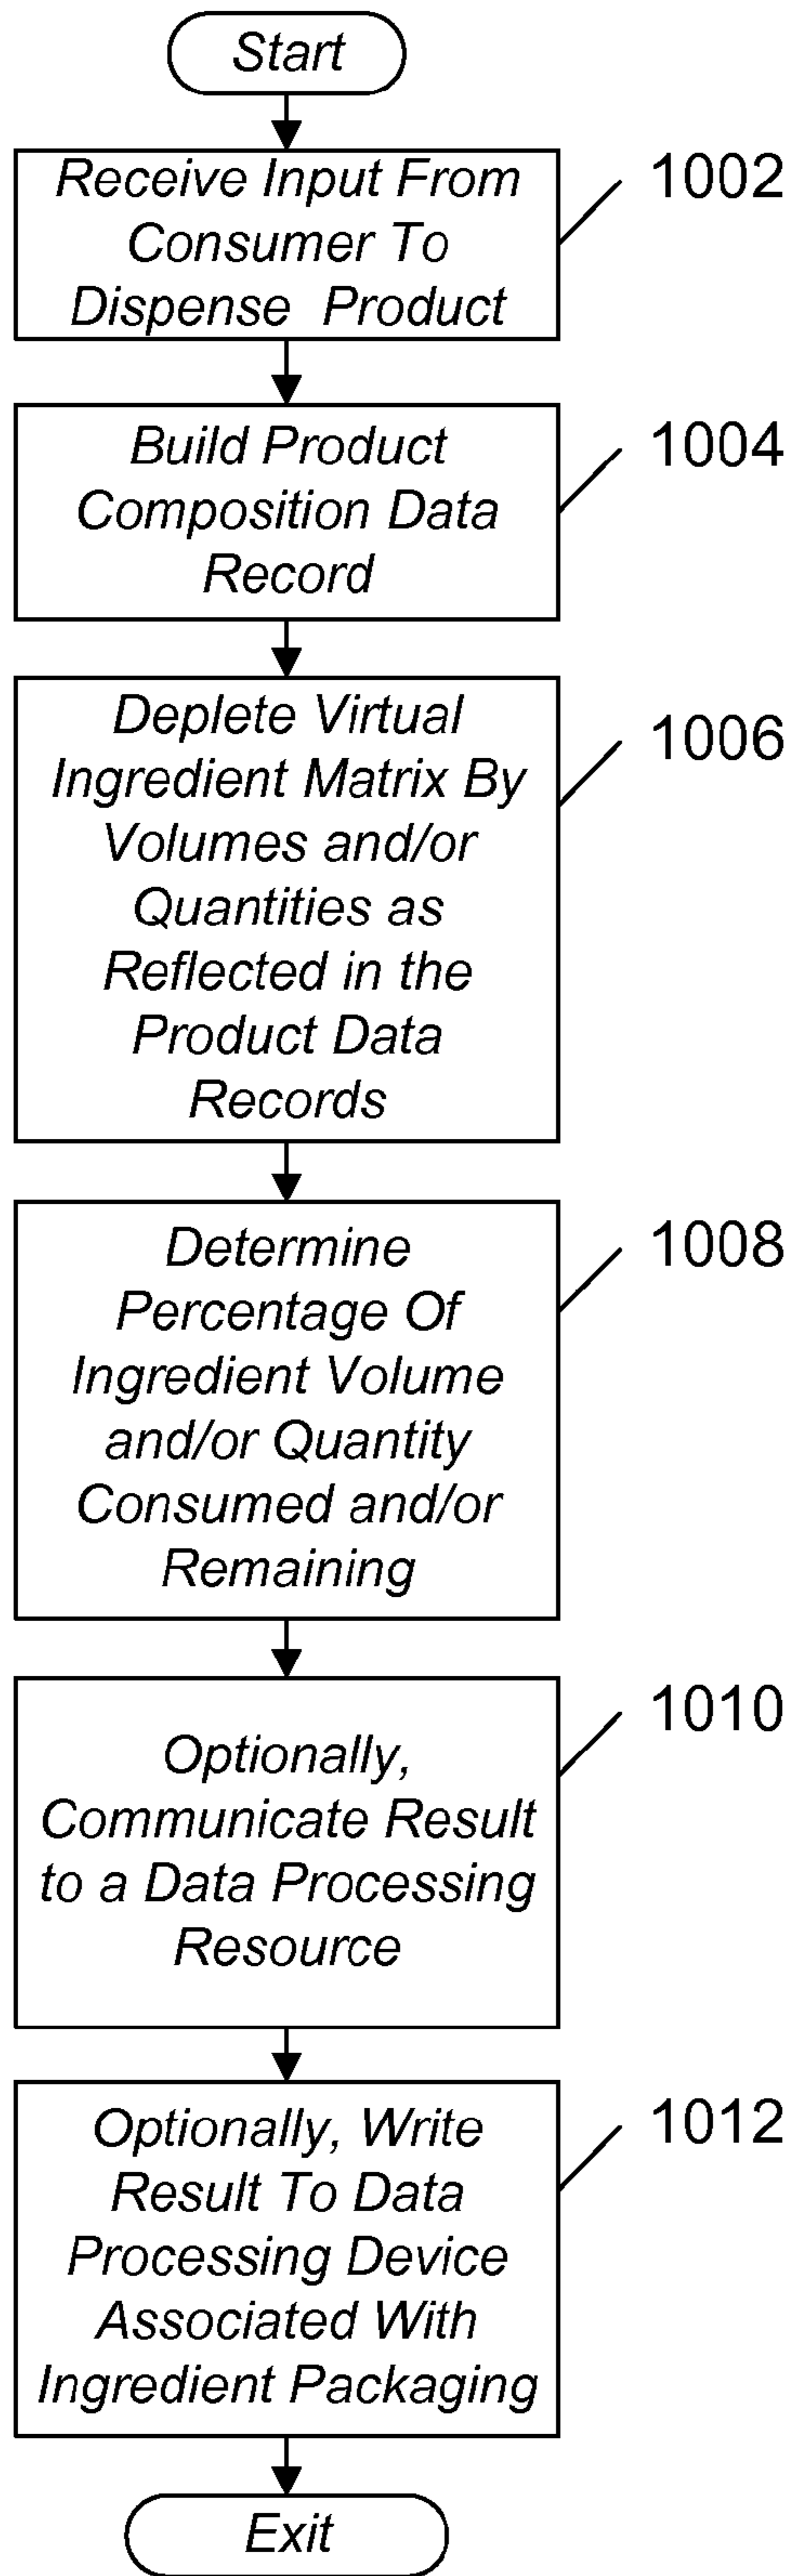 Start
Receive Input From
Consumer To
Dispense Product
1002
Build Product
Composition Data
Record
1004
Deplete Virtual
Ingredient Matrix By
Volumes and/or
Quantities as
Reflected in the
Product Data
Records
1006
Determine
Percentage Of
Ingredient Volume
and/or Quantity
Consumed and/or
Remaining
1008
Optionally,
Communicate Result
to a Data Processing
Resource
1010
Optionally, Write
Result To Data
Processing Device
Associated With
Ingredient Packaging
1012
Exit